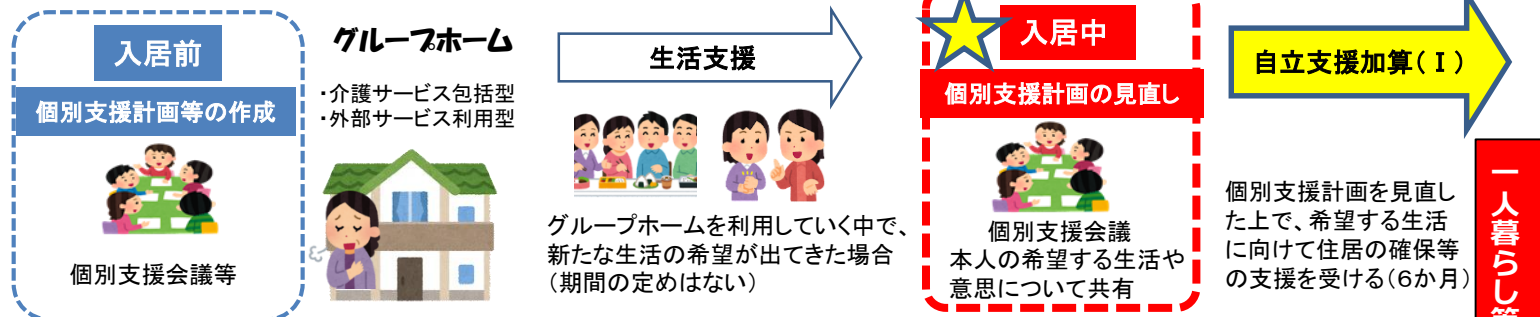 入居前
個別支援計画等の作成
個別支援会議等
グループホーム
・介護サービス包括型
・外部サービス利用型
生活支援
グループホームを利用していく中で、
新たな生活の希望が出てきた場合
（期間の定めはない）
入居中
個別支援計画の見直し
個別支援会議
本人の希望する生活や
意思について共有
自立支援加算（Ⅰ）
個別支援計画を見直し
た上で、希望する生活
に向けて住居の確保等
の支援を受ける（６か月）
一人暮らし等